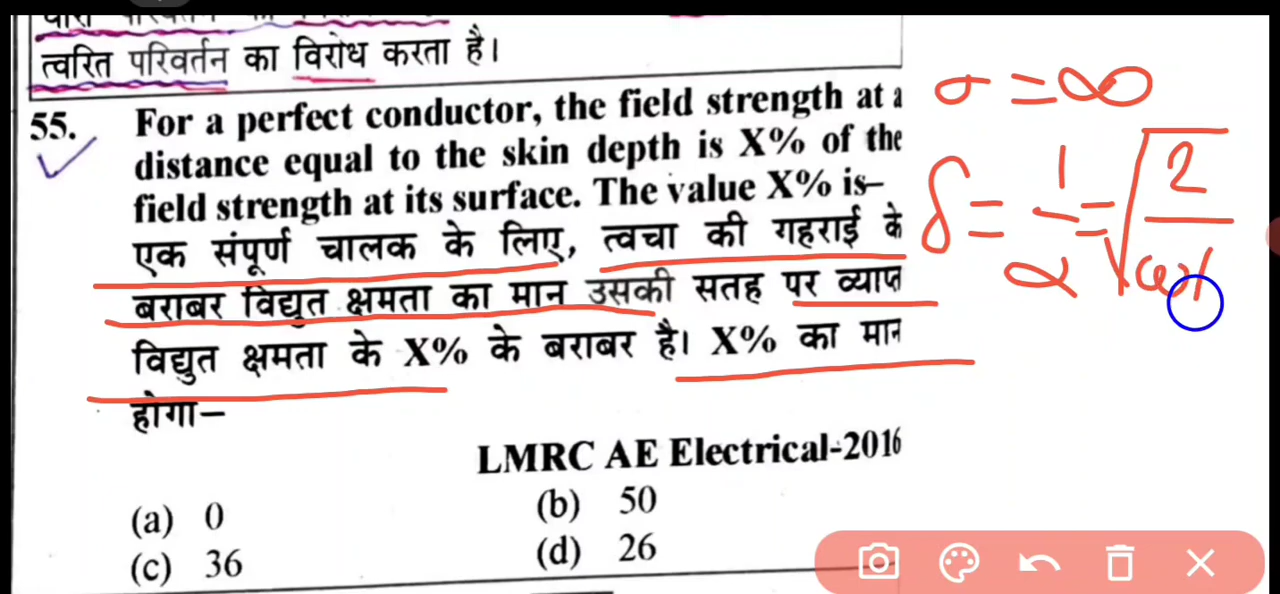 त्वरित परिवर्तन का विरोध करता है।
55. For a perfect conductor, the field strength at a
distance equal to the skin depth is X% of the
field strength at its surface. The value X% is–
एक संपूर्ण चालक के लिए, त्वचा की गहराई के
बराबर विद्युत क्षमता का मान उसकी सतह पर व्याप्त
विद्युत क्षमता के X% के बराबर है। X% का मान
होगा–
LMRC AE Electrical-2016
(a) 0
(b) 50
(c) 36
(d) 26
σ = ∞
δ = 1/α = √2/ω